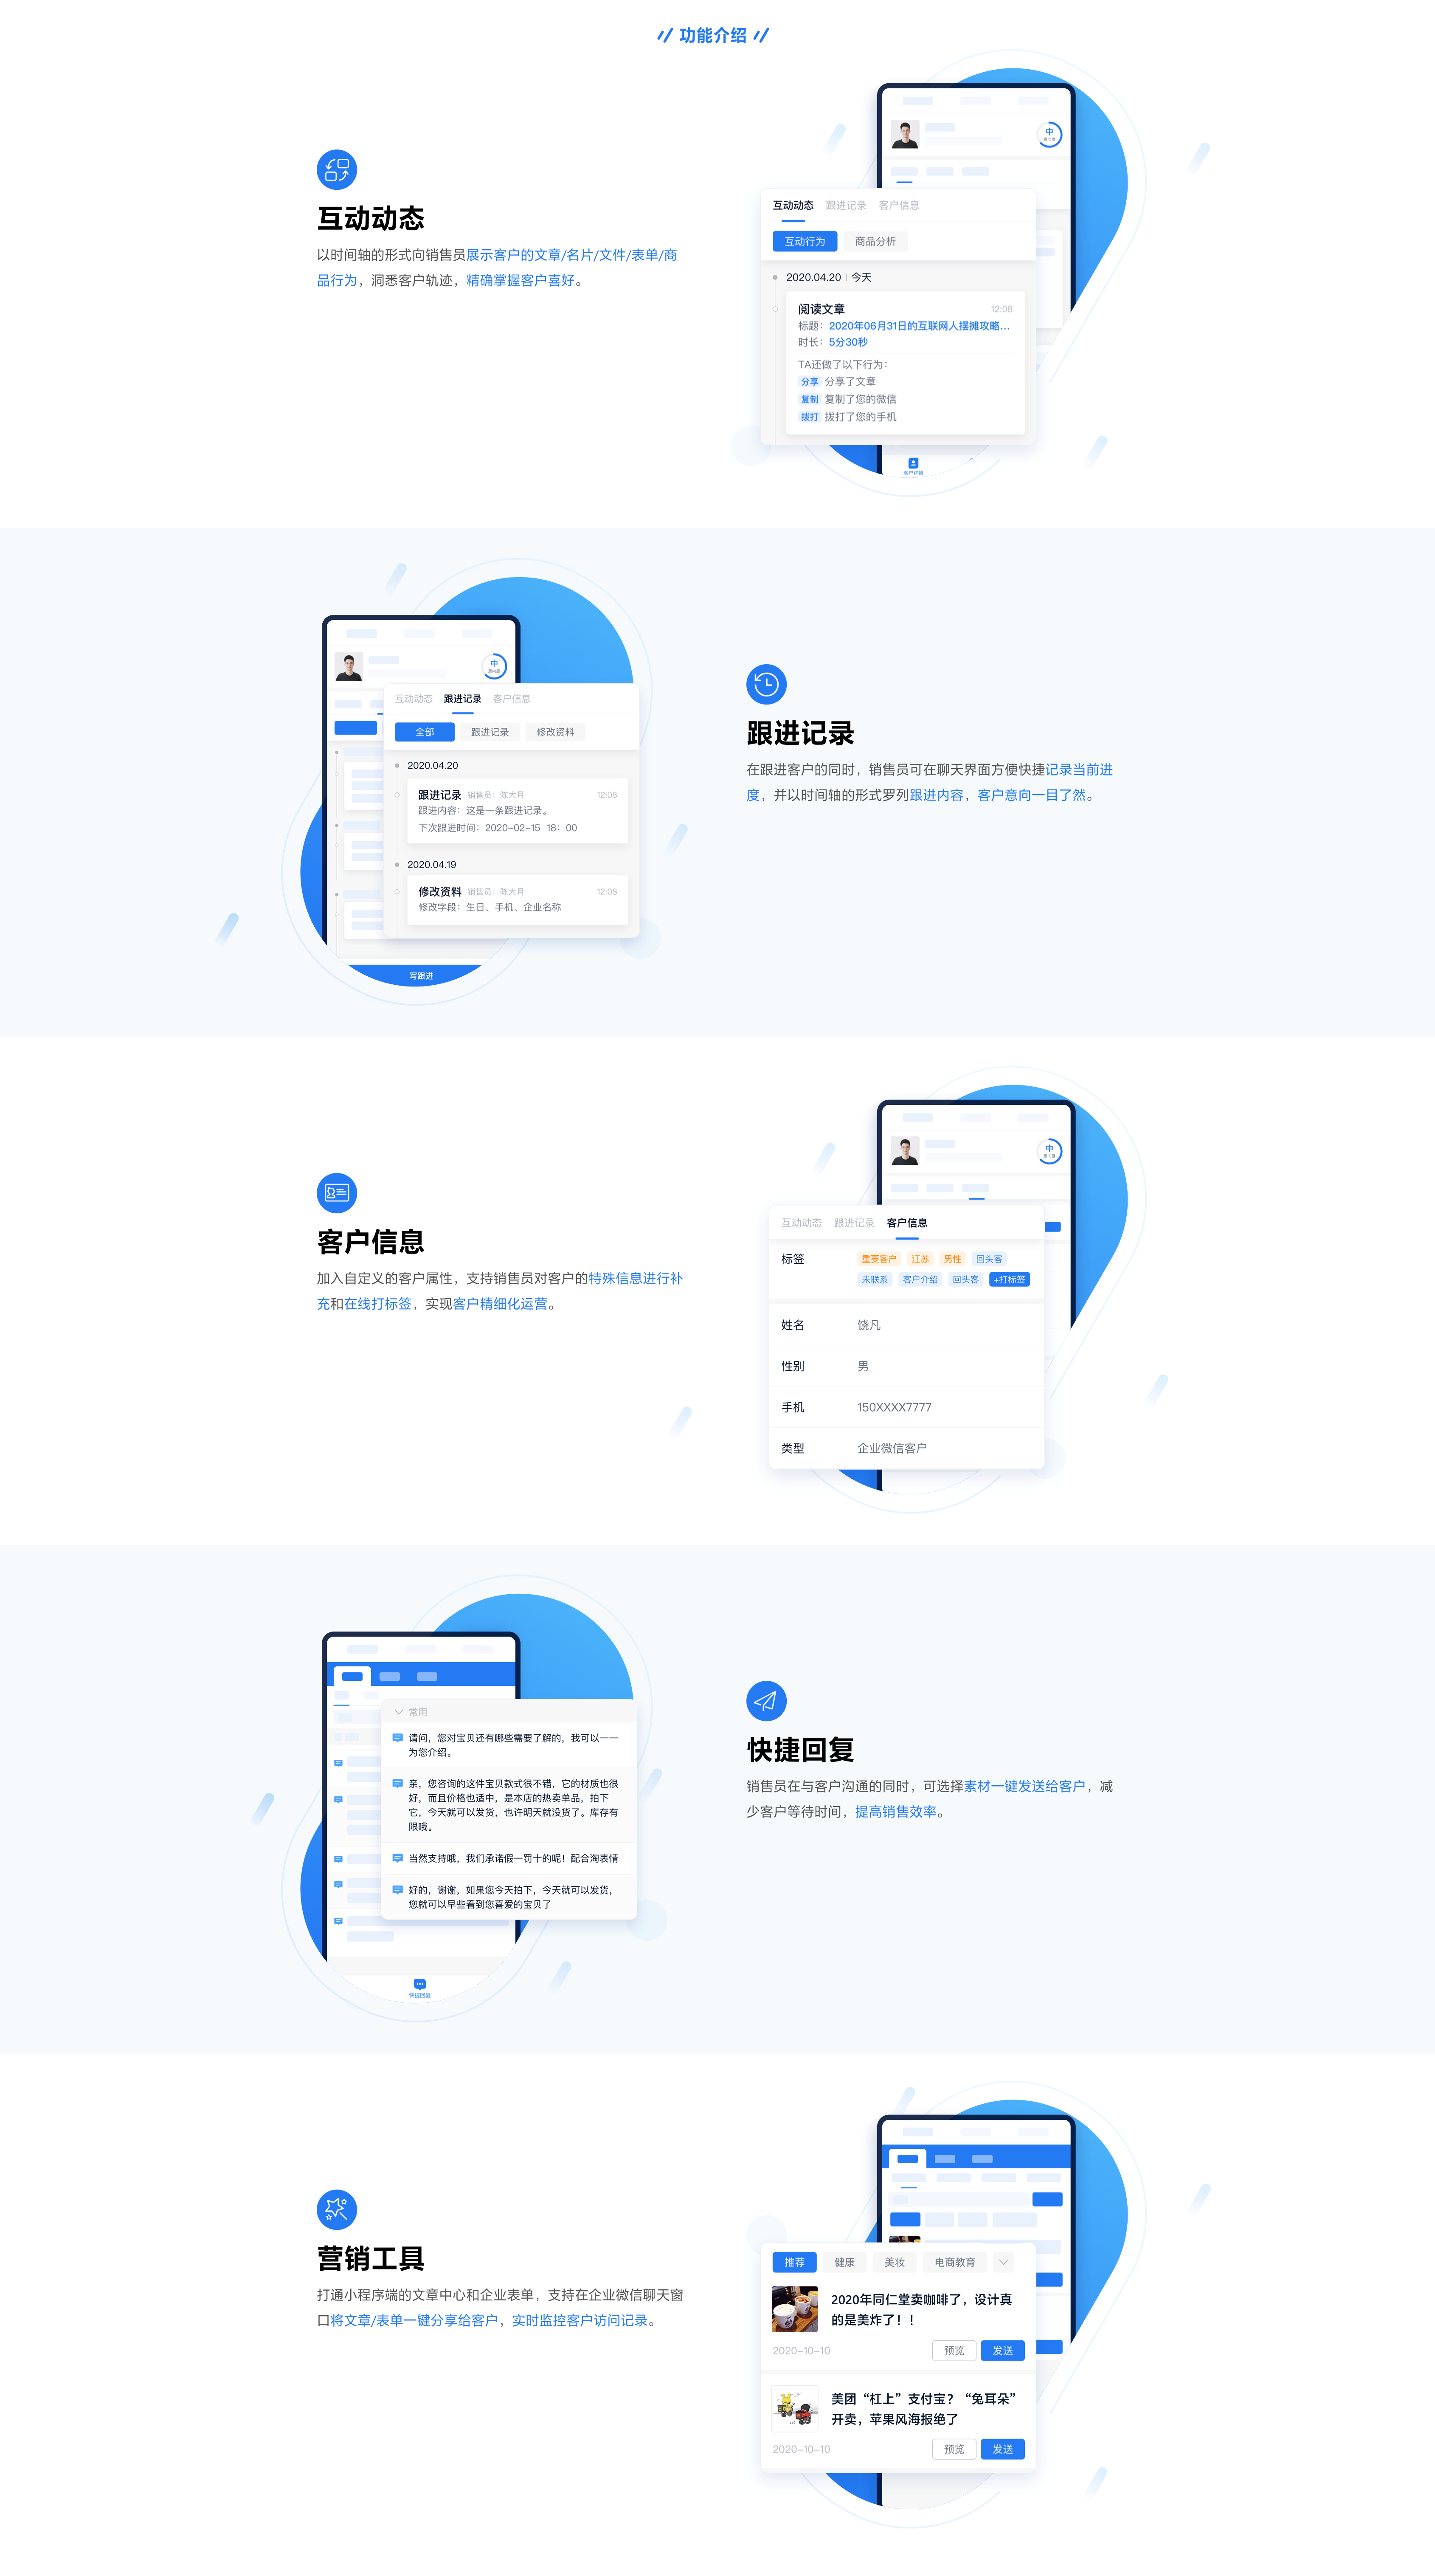 功能介绍
互动动态
以时间轴的形式向销售员展示客户的文章/名片/文件/表单/商
品行为，洞悉客户轨迹，精确掌握客户喜好。
中
意向度
互动动态 跟进记录 客户信息
互动行为 商品分析
2020.04.20 | 今天
阅读文章 12:08
标题：2020年06月31日的互联网人摆摊攻略...
时长：5分30秒
TA还做了以下行为：
分享 分享了文章
复制 复制了您的微信
拨打 拨打了您的手机
客户详情
中
意向度
互动动态 跟进记录 客户信息
全部 跟进记录 修改资料
2020.04.20
跟进记录 销售员：陈大月 12:08
跟进内容：这是一条跟进记录。
下次跟进时间：2020-02-15 18：00
2020.04.19
修改资料 销售员：陈大月 12:08
修改字段：生日、手机、企业名称
写跟进
跟进记录
在跟进客户的同时，销售员可在聊天界面方便快捷记录当前进
度，并以时间轴的形式罗列跟进内容，客户意向一目了然。
客户信息
加入自定义的客户属性，支持销售员对客户的特殊信息进行补
充和在线打标签，实现客户精细化运营。
中
意向度
互动动态 跟进记录 客户信息
标签 重要客户 江苏 男性 回头客
未联系 客户介绍 回头客 +打标签
姓名 饶凡
性别 男
手机 150XXXX7777
类型 企业微信客户
常用
请问，您对宝贝还有哪些需要了解的，我可以一一
为您介绍。
亲，您咨询的这件宝贝款式很不错，它的材质也很
好，而且价格也适中，是本店的热卖单品，拍下
它，今天就可以发货，也许明天就没货了。库存有
限哦。
当然支持哦，我们承诺假一罚十的呢！配合淘表情
好的，谢谢，如果您今天拍下，今天就可以发货，
您就可以早些看到您喜爱的宝贝了
快捷回复
快捷回复
销售员在与客户沟通的同时，可选择素材一键发送给客户，减
少客户等待时间，提高销售效率。
营销工具
打通小程序端的文章中心和企业表单，支持在企业微信聊天窗
口将文章/表单一键分享给客户，实时监控客户访问记录。
推荐 健康 美妆 电商教育
2020年同仁堂卖咖啡了，设计真
的是美炸了！！
2020-10-10 预览 发送
美团“杠上”支付宝？“兔耳朵”
开卖，苹果风海报绝了
2020-10-10 预览 发送